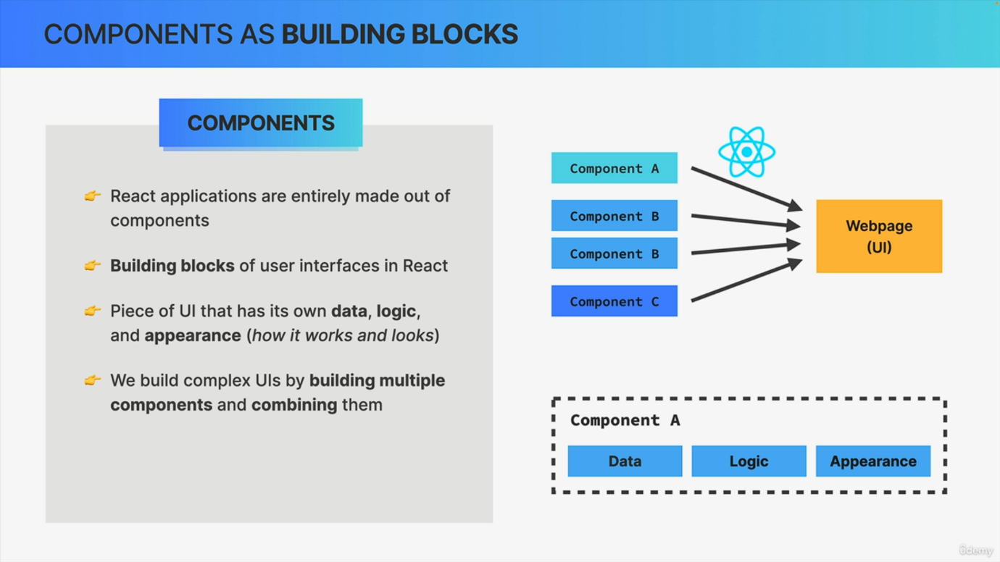 COMPONENTS AS BUILDING BLOCKS
COMPONENTS
👉 React applications are entirely made out of
components
👉 Building blocks of user interfaces in React
👉 Piece of UI that has its own data, logic,
and appearance (how it works and looks)
👉 We build complex UIs by building multiple
components and combining them
Component A
Component B
Component B
Component C
Webpage
(UI)
Component A
Data
Logic
Appearance
ûdemy